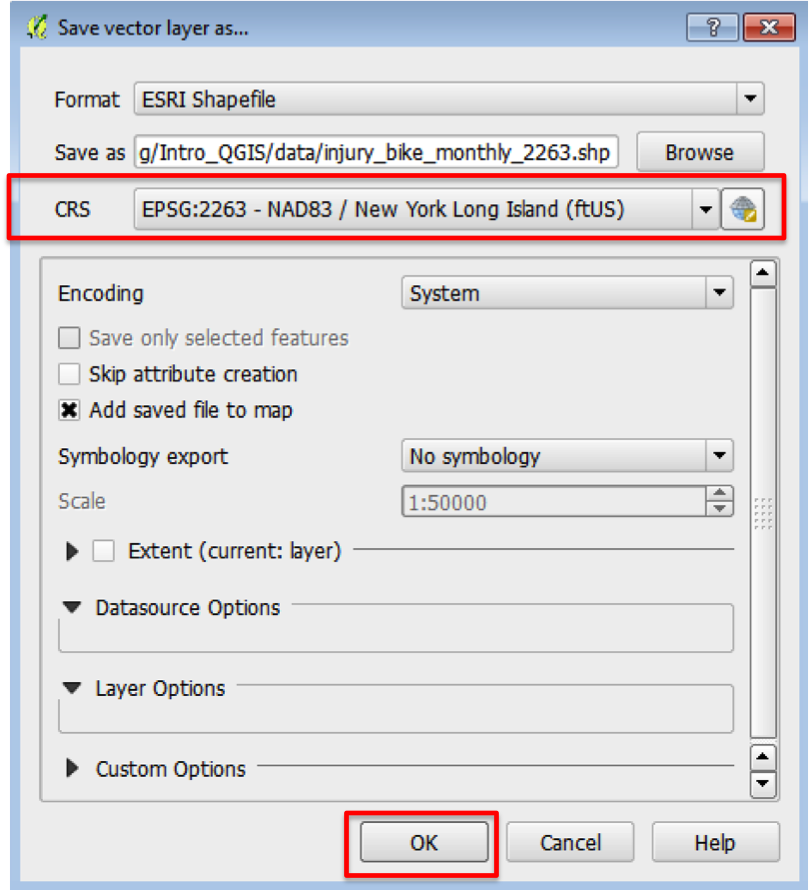 Save vector layer as...
Format ESRI Shapefile
Save as g/Intro_QGIS/data/injury_bike_monthly_2263.shp Browse
CRS EPSG:2263 - NAD83 / New York Long Island (ftUS)
Encoding System
Save only selected features
Skip attribute creation
Add saved file to map
Symbology export No symbology
Scale 1:50000
Extent (current: layer)
Datasource Options
Layer Options
Custom Options
OK Cancel Help